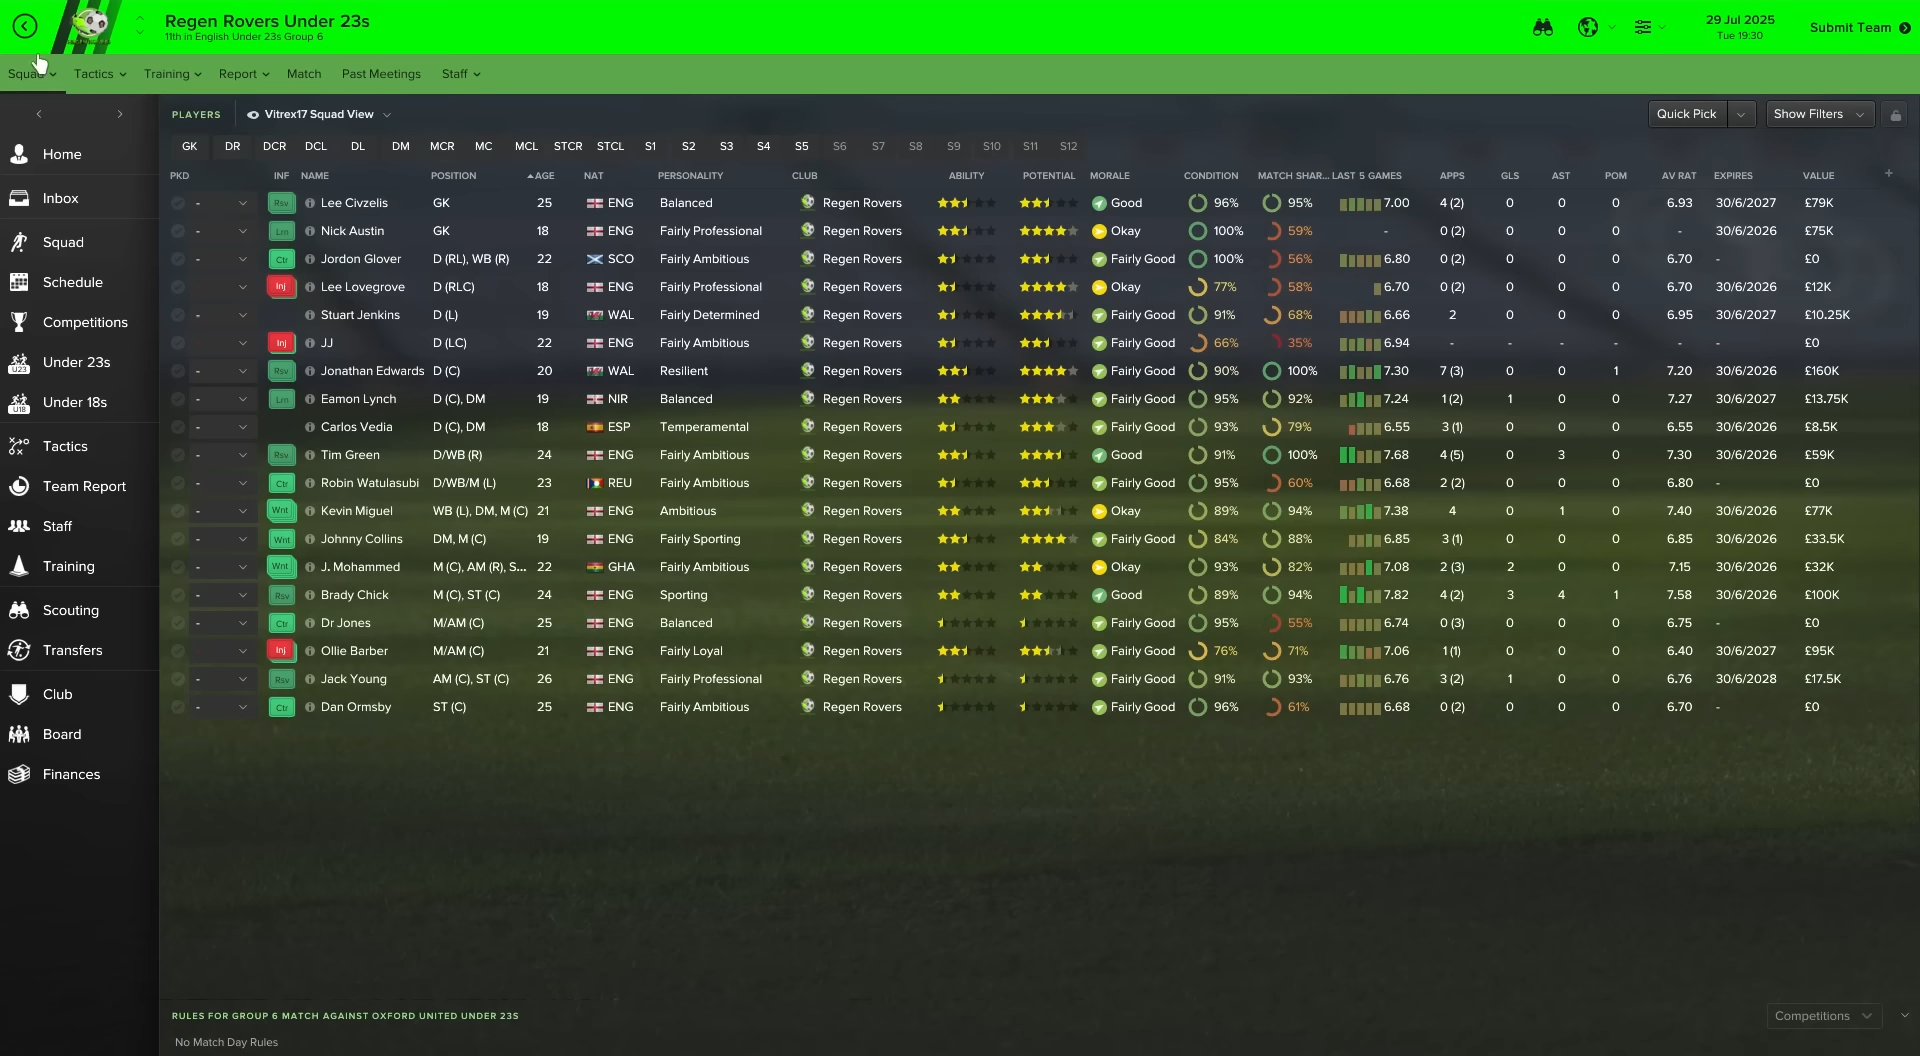 Regen Rovers Under 23s
11th in English Under 23s Group 6
29 Jul 2025
Tue 19:30
Submit Team
Squad Tactics Training Report Match Past Meetings Staff
PLAYERS Vitrex17 Squad View Quick Pick Show Filters
GK DR DCR DCL DL DM MCR MC MCL STCR STCL S1 S2 S3 S4 S5 S6 S7 S8 S9 S10 S11 S12
PKD INF NAME POSITION AGE NAT PERSONALITY CLUB ABILITY POTENTIAL MORALE CONDITION MATCH SHAR... LAST 5 GAMES APPS GLS AST POM AV RAT EXPIRES VALUE +
- Rsv Lee Civzelis GK 25 ENG Balanced Regen Rovers Good 96% 95% 7.00 4 (2) 0 0 0 6.93 30/6/2027 £79K
- Lrn Nick Austin GK 18 ENG Fairly Professional Regen Rovers Okay 100% 59% - 0 (2) 0 0 0 - 30/6/2026 £75K
- Ctr Jordon Glover D (RL), WB (R) 22 SCO Fairly Ambitious Regen Rovers Fairly Good 100% 56% 6.80 0 (2) 0 0 0 6.70 - £0
Inj Lee Lovegrove D (RLC) 18 ENG Fairly Professional Regen Rovers Okay 77% 58% 6.70 0 (2) 0 0 0 6.70 30/6/2026 £12K
- Stuart Jenkins D (L) 19 WAL Fairly Determined Regen Rovers Fairly Good 91% 68% 6.66 2 0 0 0 6.95 30/6/2027 £10.25K
Inj JJ D (LC) 22 ENG Fairly Ambitious Regen Rovers Fairly Good 66% 35% 6.94 - - - - - - £0
- Rsv Jonathan Edwards D (C) 20 WAL Resilient Regen Rovers Fairly Good 90% 100% 7.30 7 (3) 0 0 1 7.20 30/6/2026 £160K
- Lrn Eamon Lynch D (C), DM 19 NIR Balanced Regen Rovers Fairly Good 95% 92% 7.24 1 (2) 1 0 0 7.27 30/6/2027 £13.75K
- Carlos Vedia D (C), DM 18 ESP Temperamental Regen Rovers Fairly Good 93% 79% 6.55 3 (1) 0 0 0 6.55 30/6/2026 £8.5K
- Rsv Tim Green D/WB (R) 24 ENG Fairly Ambitious Regen Rovers Good 91% 100% 7.68 4 (5) 0 3 0 7.30 30/6/2026 £59K
- Ctr Robin Watulasubi D/WB/M (L) 23 REU Fairly Ambitious Regen Rovers Fairly Good 95% 60% 6.68 2 (2) 0 0 0 6.80 - £0
- Wnt Kevin Miguel WB (L), DM, M (C) 21 ENG Ambitious Regen Rovers Okay 89% 94% 7.38 4 0 1 0 7.40 30/6/2026 £77K
- Wnt Johnny Collins DM, M (C) 19 ENG Fairly Sporting Regen Rovers Fairly Good 84% 88% 6.85 3 (1) 0 0 0 6.85 30/6/2026 £33.5K
- Wnt J. Mohammed M (C), AM (R), S... 22 GHA Fairly Ambitious Regen Rovers Okay 93% 82% 7.08 2 (3) 2 0 0 7.15 30/6/2026 £32K
- Rsv Brady Chick M (C), ST (C) 24 ENG Sporting Regen Rovers Good 89% 94% 7.82 4 (2) 3 4 1 7.58 30/6/2026 £100K
- Ctr Dr Jones M/AM (C) 25 ENG Balanced Regen Rovers Fairly Good 95% 55% 6.74 0 (3) 0 0 0 6.75 - £0
- Inj Ollie Barber M/AM (C) 21 ENG Fairly Loyal Regen Rovers Fairly Good 76% 71% 7.06 1 (1) 0 0 0 6.40 30/6/2027 £95K
- Rsv Jack Young AM (C), ST (C) 26 ENG Fairly Professional Regen Rovers Fairly Good 91% 93% 6.76 3 (2) 1 0 0 6.76 30/6/2028 £17.5K
- Ctr Dan Ormsby ST (C) 25 ENG Fairly Ambitious Regen Rovers Fairly Good 96% 61% 6.68 0 (2) 0 0 0 6.70 - £0
Home
Inbox
Squad
Schedule
Competitions
U23 Under 23s
U18 Under 18s
Tactics
Team Report
Staff
Training
Scouting
Transfers
Club
Board
Finances
RULES FOR GROUP 6 MATCH AGAINST OXFORD UNITED UNDER 23S Competitions
No Match Day Rules